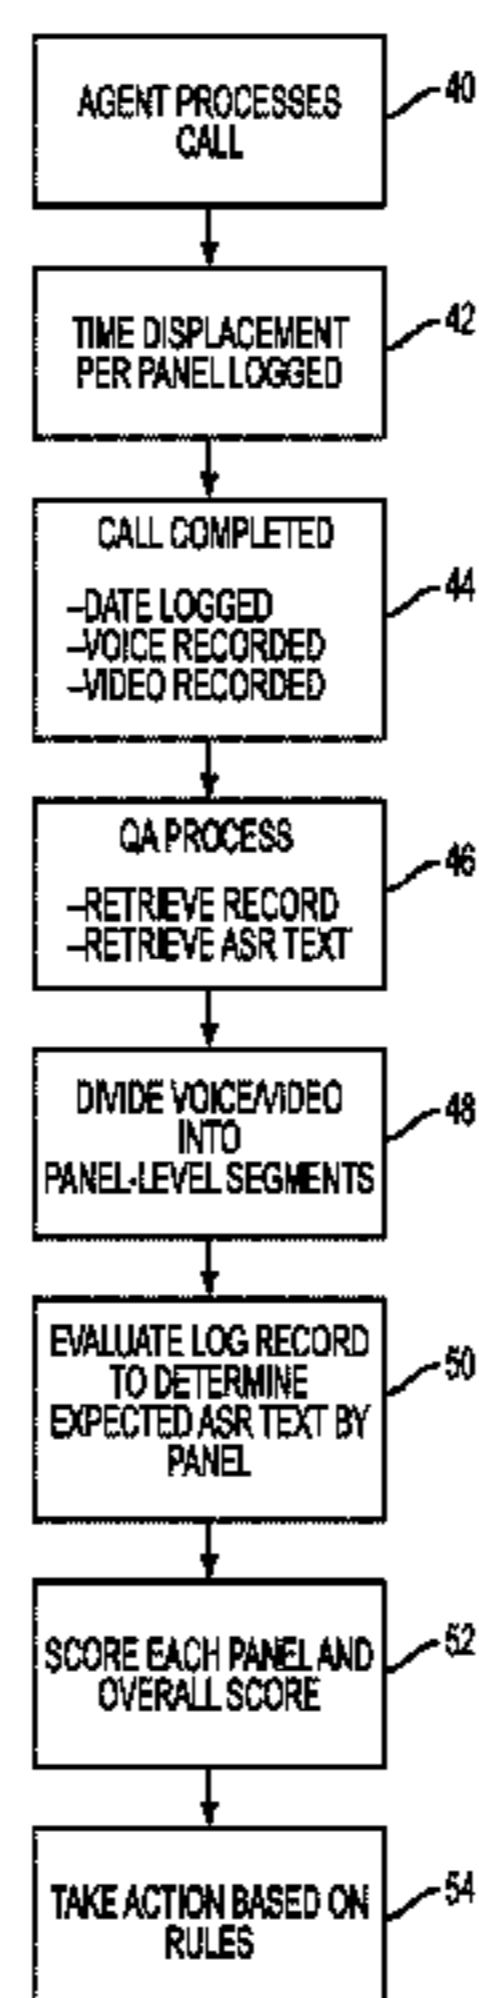 AGENT PROCESSES
CALL
40
TIME DISPLACEMENT
PER PANEL LOGGED
42
CALL COMPLETED
–DATE LOGGED
–VOICE RECORDED
–VIDEO RECORDED
44
QA PROCESS
–RETRIEVE RECORD
–RETRIEVE ASR TEXT
46
DIVIDE VOICE/VIDEO
INTO
PANEL-LEVEL SEGMENTS
48
EVALUATE LOG RECORD
TO DETERMINE
EXPECTED ASR TEXT BY
PANEL
50
SCORE EACH PANEL AND
OVERALL SCORE
52
TAKE ACTION BASED ON
RULES
54